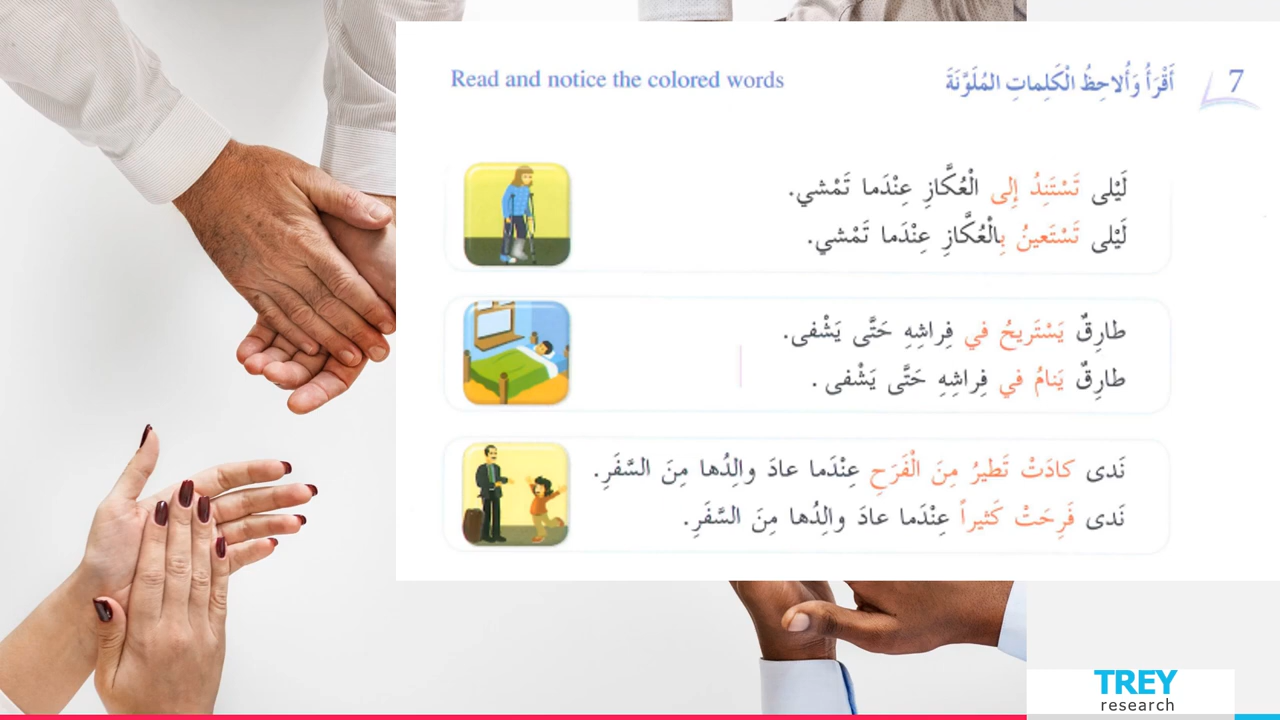 Read and notice the colored words
7 أَقْرَأُ وَأُلاحِظُ الْكَلِماتِ المُلَوَّنَةَ
لَيْلى تَسْتَنِدُ إِلى الْعُكَّازِ عِنْدَما تَمْشي.
لَيْلى تَسْتَعينُ بِالْعُكَّازِ عِنْدَما تَمْشي.
طارِقٌ يَسْتَريحُ في فِراشِهِ حَتَّى يَشْفى.
طارِقٌ يَنامُ في فِراشِهِ حَتَّى يَشْفى .
نَدى كادَتْ تَطيرُ مِنَ الْفَرَحِ عِنْدَما عادَ والِدُها مِنَ السَّفَرِ.
نَدى فَرِحَتْ كَثيراً عِنْدَما عادَ والِدُها مِنَ السَّفَرِ.
TREY
research